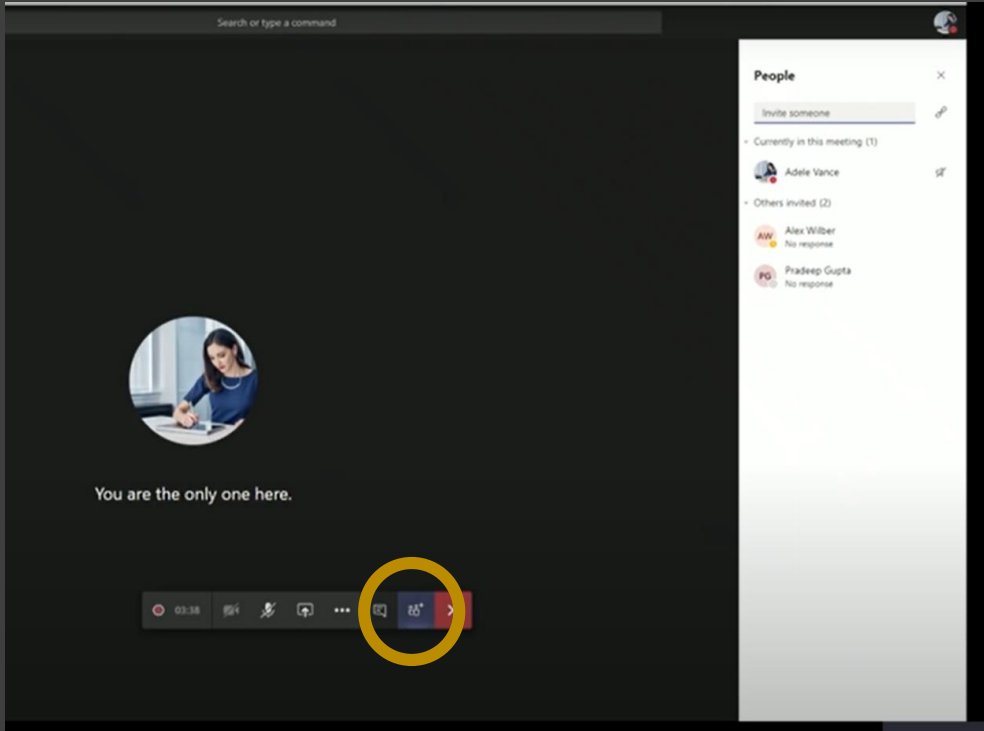 Search or type a command
People
Invite someone
Currently in this meeting (1)
Adele Vance
Others invited (2)
AW
Alex Wilber
No response
PG
Pradeep Gupta
No response
You are the only one here.
03:38